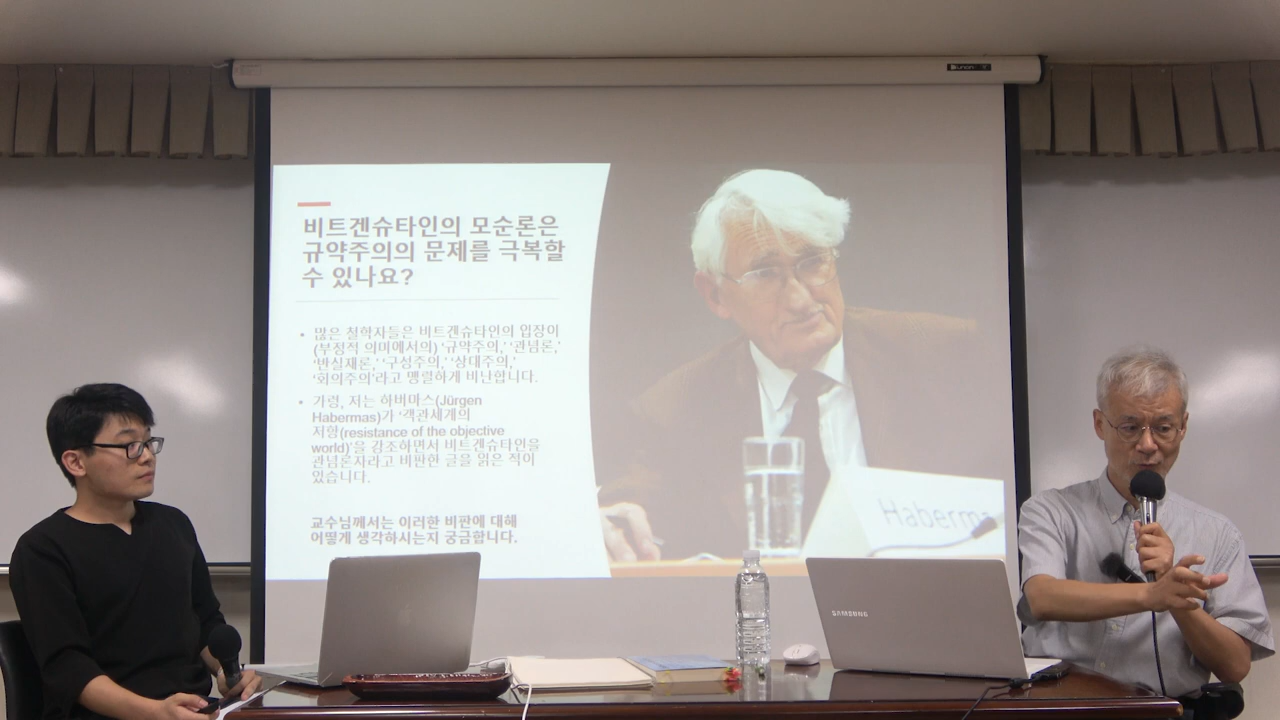 비트겐슈타인의 모순론은
규약주의의 문제를 극복할
수 있나요?
• 많은 철학자들은 비트겐슈타인의 입장이
(부정적 의미에서의) ‘규약주의,’ ‘관념론,’
‘반실재론,’ ‘구성주의,’ ‘상대주의,’
‘회의주의’라고 맹렬하게 비난합니다.
• 가령, 저는 하버마스(Jürgen
Habermas)가 ‘객관세계의
저항(resistance of the objective
world)’을 강조하면서 비트겐슈타인을
관념론자라고 비판한 글을 읽은 적이
있습니다.
교수님께서는 이러한 비판에 대해
어떻게 생각하시는지 궁금합니다.
Haberma
SAMSUNG